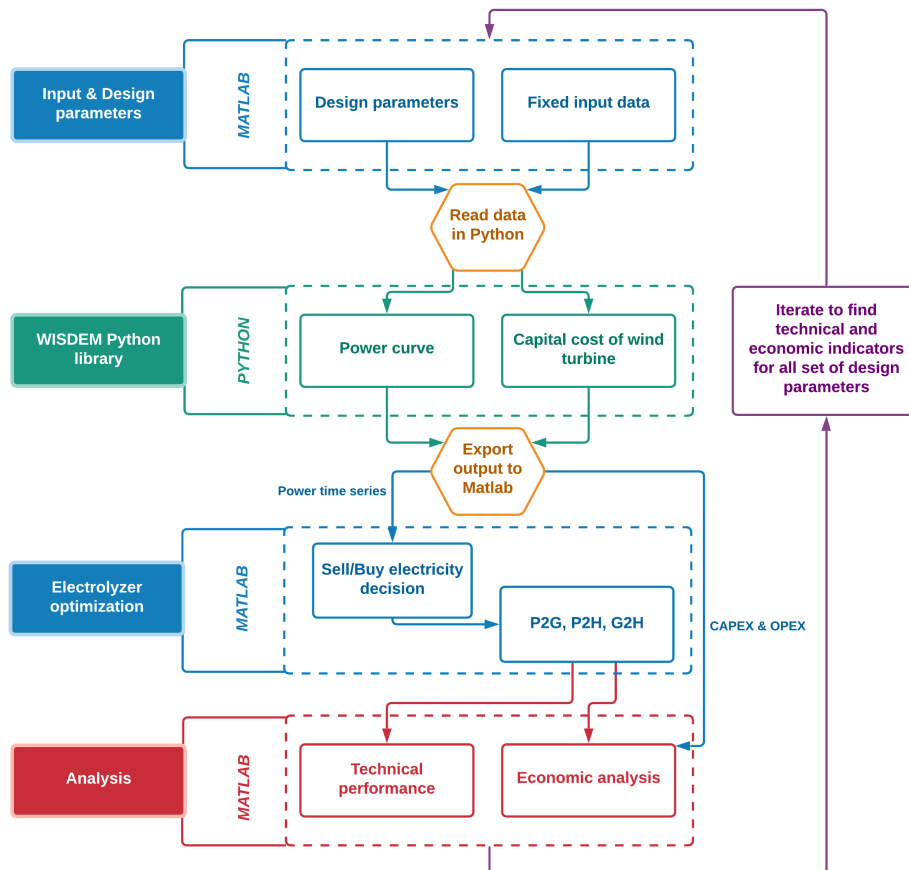 Input & Design
parameters
MATLAB
Design parameters
Fixed input data
Read data
in Python
WISDEM Python
library
PYTHON
Power curve
Capital cost of wind
turbine
Iterate to find
technical and
economic indicators
for all set of design
parameters
Export
output to
Matlab
Power time series
Electrolyzer
optimization
MATLAB
Sell/Buy electricity
decision
P2G, P2H, G2H
CAPEX & OPEX
Analysis
MATLAB
Technical
performance
Economic analysis